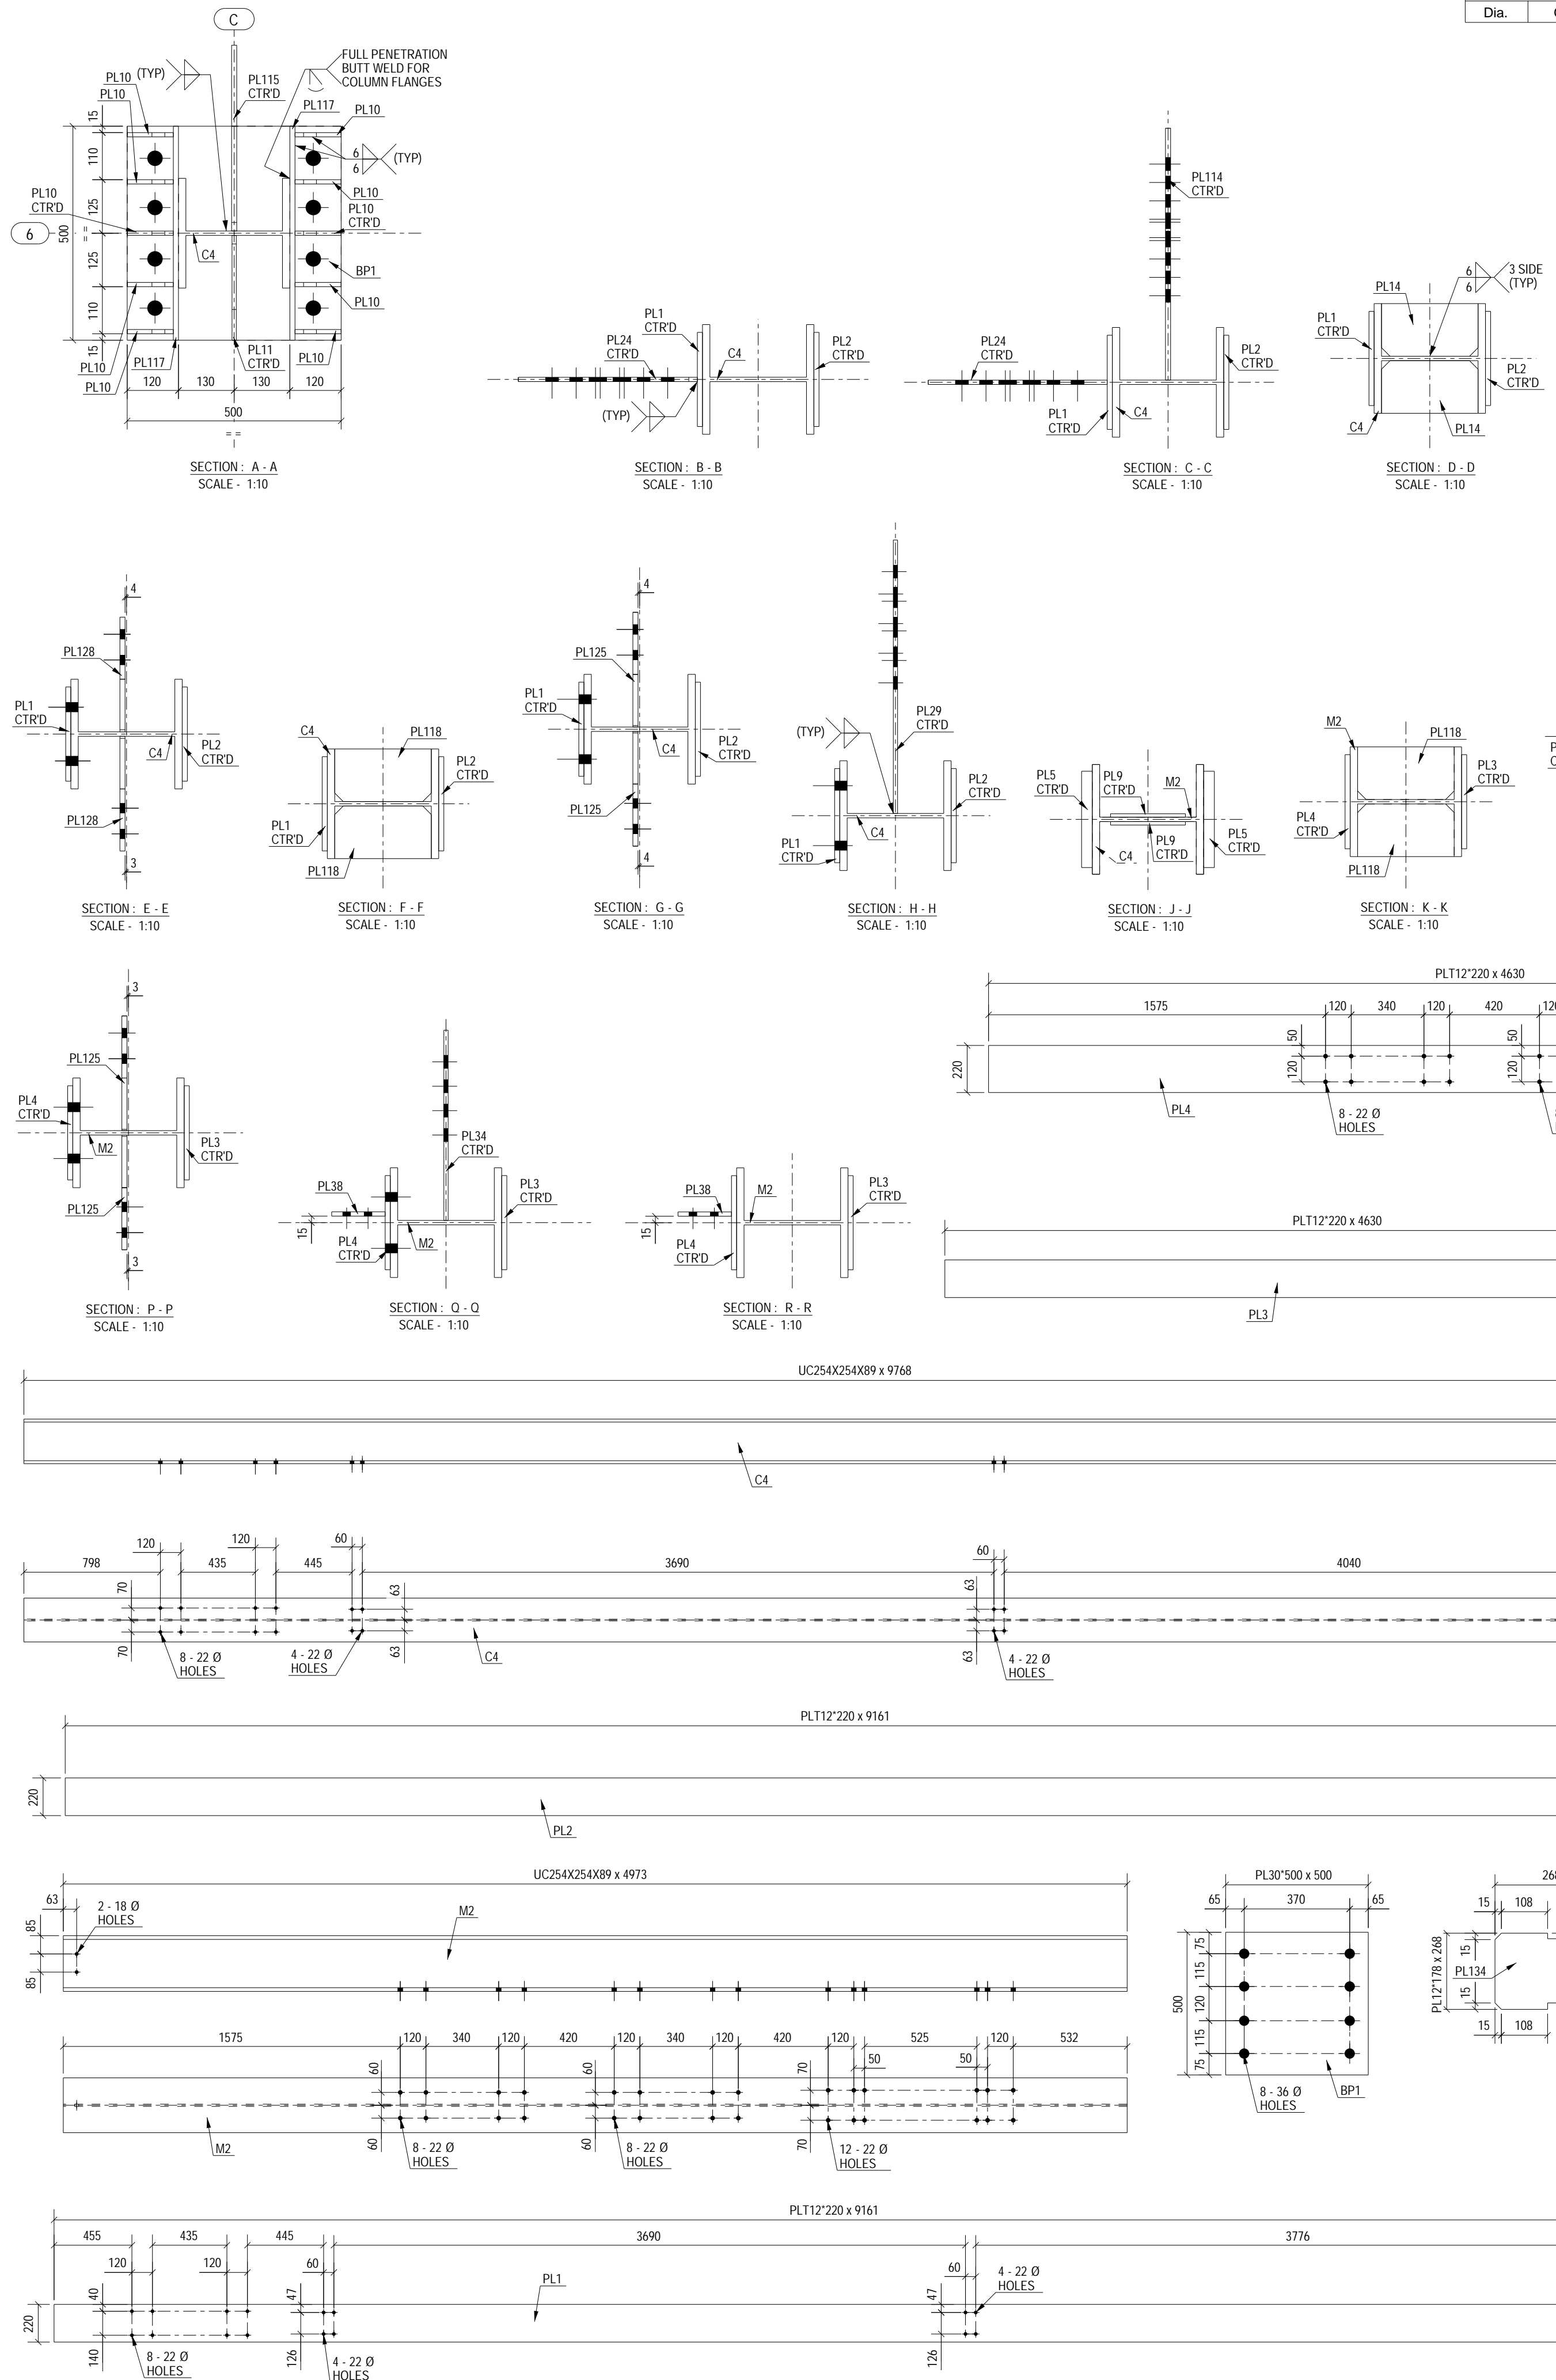 Dia.
C
FULL PENETRATION
BUTT WELD FOR
COLUMN FLANGES
PL10 (TYP)
PL10
PL115
CTR'D
PL117
PL10
15
110
125
= =
125
110
15
500
6
6
(TYP)
PL10
PL10
CTR'D
PL10
CTR'D
6
C4
BP1
PL10
PL10
PL10
PL117
PL11
CTR'D
PL10
120
130
130
120
500
= =
SECTION : A - A
SCALE - 1:10
PL1
CTR'D
PL24
CTR'D
C4
PL2
CTR'D
(TYP)
SECTION : B - B
SCALE - 1:10
PL114
CTR'D
PL24
CTR'D
PL2
CTR'D
PL1
CTR'D
C4
SECTION : C - C
SCALE - 1:10
6
6
3 SIDE
(TYP)
PL14
PL1
CTR'D
PL2
CTR'D
C4
PL14
SECTION : D - D
SCALE - 1:10
4
PL128
PL1
CTR'D
C4
PL2
CTR'D
PL128
3
SECTION : E - E
SCALE - 1:10
C4
PL118
PL2
CTR'D
PL1
CTR'D
PL118
SECTION : F - F
SCALE - 1:10
4
PL125
PL1
CTR'D
C4
PL2
CTR'D
PL125
4
SECTION : G - G
SCALE - 1:10
(TYP)
PL29
CTR'D
PL2
CTR'D
C4
PL1
CTR'D
SECTION : H - H
SCALE - 1:10
PL5
CTR'D
PL9
CTR'D
M2
C4
PL9
CTR'D
PL5
CTR'D
SECTION : J - J
SCALE - 1:10
M2
PL118
PL3
CTR'D
PL4
CTR'D
PL118
SECTION : K - K
SCALE - 1:10
3
PL125
PL4
CTR'D
M2
PL3
CTR'D
PL125
3
SECTION : P - P
SCALE - 1:10
PL34
CTR'D
PL38
PL3
CTR'D
15
PL4
CTR'D
M2
SECTION : Q - Q
SCALE - 1:10
PL38
M2
PL3
CTR'D
15
PL4
CTR'D
SECTION : R - R
SCALE - 1:10
PLT12*220 x 4630
1575
120
340
120
420
120
50
120
50
120
220
PL4
8 - 22 Ø
HOLES
PLT12*220 x 4630
PL3
UC254X254X89 x 9768
C4
120
120
60
60
798
435
445
3690
4040
70
70
63
63
63
63
8 - 22 Ø
HOLES
4 - 22 Ø
HOLES
C4
4 - 22 Ø
HOLES
PLT12*220 x 9161
220
PL2
UC254X254X89 x 4973
63
2 - 18 Ø
HOLES
85
85
M2
1575
120
340
120
420
120
340
120
420
120
525
120
532
50
50
60
60
60
60
70
70
M2
8 - 22 Ø
HOLES
8 - 22 Ø
HOLES
12 - 22 Ø
HOLES
PL30*500 x 500
65
370
65
75
115
120
115
75
500
8 - 36 Ø
HOLES
BP1
268
15
108
15
PL12*178 x 268
PL134
15
15
108
PLT12*220 x 9161
455
435
445
3690
3776
120
120
60
60
4 - 22 Ø
HOLES
40
140
47
126
47
126
220
PL1
8 - 22 Ø
HOLES
4 - 22 Ø
HOLES